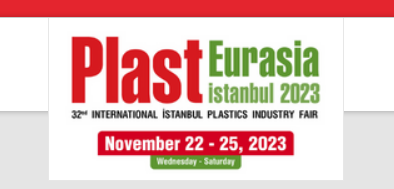 Plast Eurasia
istanbul 2023
32nd INTERNATIONAL İSTANBUL PLASTICS INDUSTRY FAIR
November 22 - 25, 2023
Wednesday - Saturday